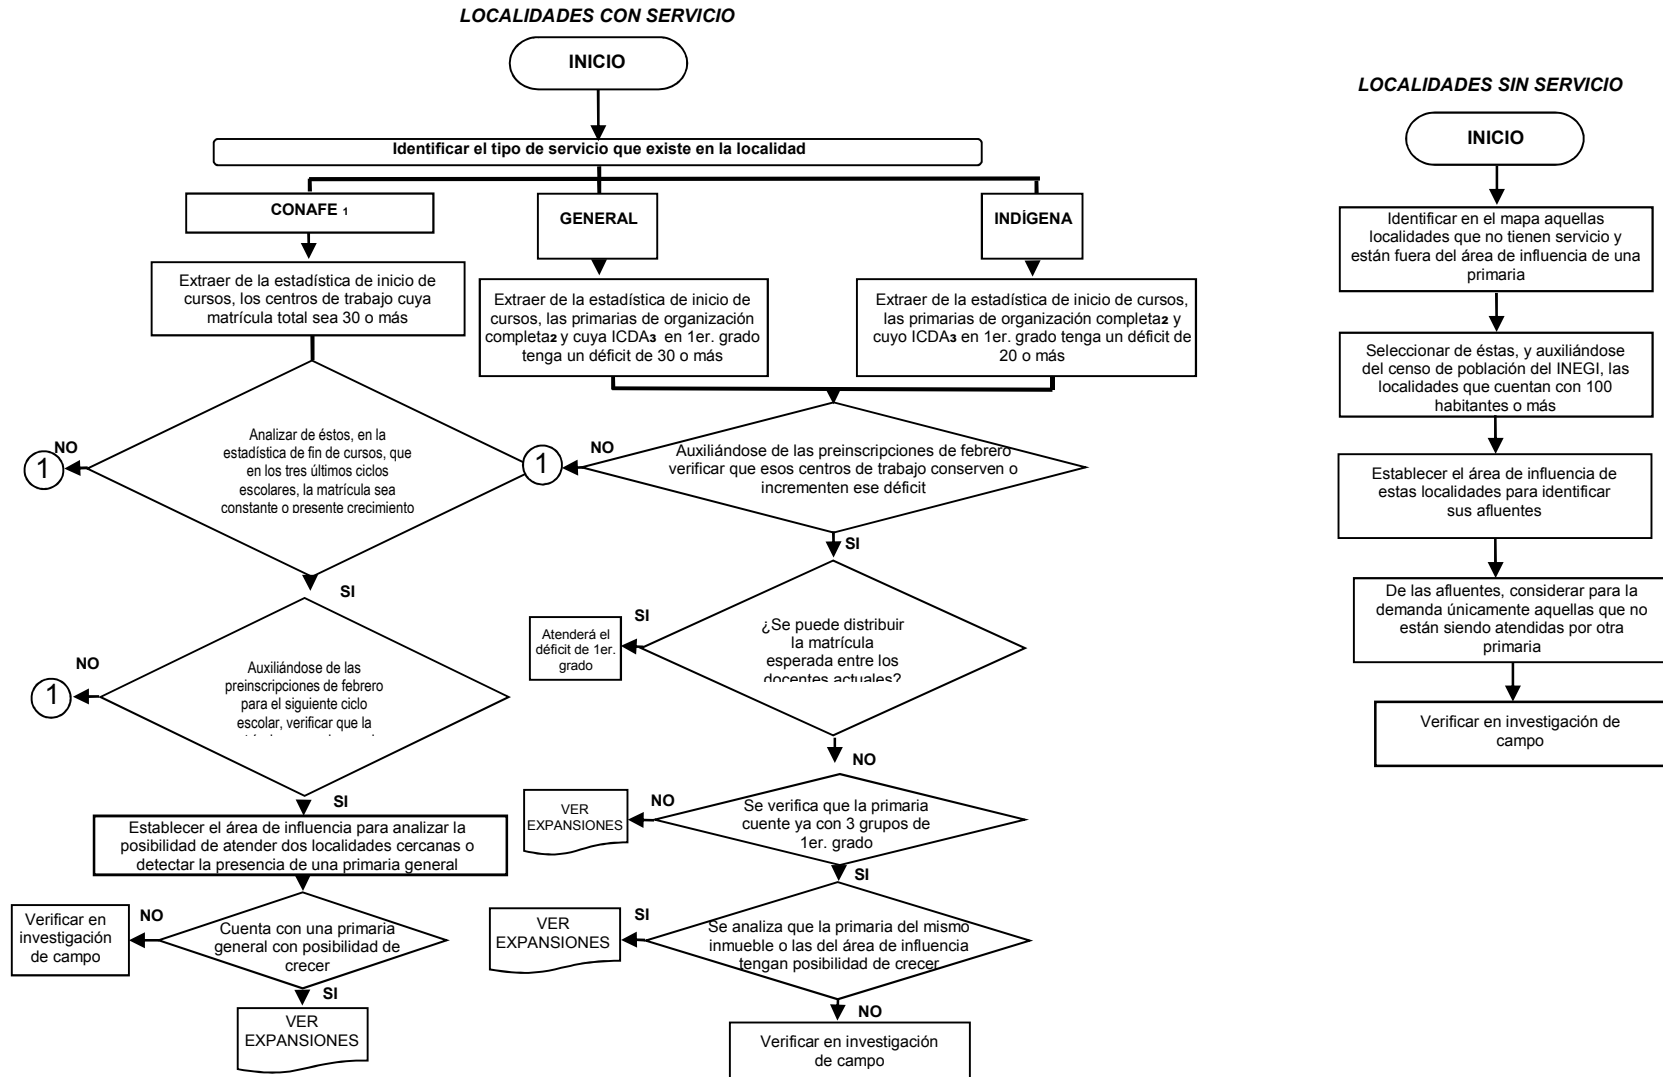 LOCALIDADES CON SERVICIO
INICIO
Identificar el tipo de servicio que existe en la localidad
CONAFE 1
GENERAL
INDÍGENA
Extraer de la estadística de inicio de
cursos, los centros de trabajo cuya
matrícula total sea 30 o más
Extraer de la estadística de inicio de
cursos, las primarias de organización
completa2 y cuya ICDA3 en 1er. grado
tenga un déficit de 30 o más
Extraer de la estadística de inicio de cursos,
las primarias de organización completa2 y
cuyo ICDA3 en 1er. grado tenga un déficit de
20 o más
Analizar de éstos, en la
estadística de fin de cursos, que
en los tres últimos ciclos
escolares, la matrícula sea
constante o presente crecimiento
NO
1
SI
Auxiliándose de las preinscripciones de febrero
verificar que esos centros de trabajo conserven o
incrementen ese déficit
NO
1
SI
Auxiliándose de las
preinscripciones de febrero
para el siguiente ciclo
escolar, verificar que la
NO
1
SI
¿Se puede distribuir
la matrícula
esperada entre los
docentes actuales?
SI
Atenderá el
déficit de 1er.
grado
NO
Establecer el área de influencia para analizar la
posibilidad de atender dos localidades cercanas o
detectar la presencia de una primaria general
Se verifica que la primaria
cuente ya con 3 grupos de
1er. grado
NO
VER
EXPANSIONES
SI
Cuenta con una primaria
general con posibilidad de
crecer
NO
Verificar en
investigación
de campo
SI
VER
EXPANSIONES
Se analiza que la primaria del mismo
inmueble o las del área de influencia
tengan posibilidad de crecer
SI
VER
EXPANSIONES
NO
Verificar en investigación
de campo
LOCALIDADES SIN SERVICIO
INICIO
Identificar en el mapa aquellas
localidades que no tienen servicio y
están fuera del área de influencia de una
primaria
Seleccionar de éstas, y auxiliándose
del censo de población del INEGI, las
localidades que cuentan con 100
habitantes o más
Establecer el área de influencia de
estas localidades para identificar
sus afluentes
De las afluentes, considerar para la
demanda únicamente aquellas que no
están siendo atendidas por otra
primaria
Verificar en investigación de
campo